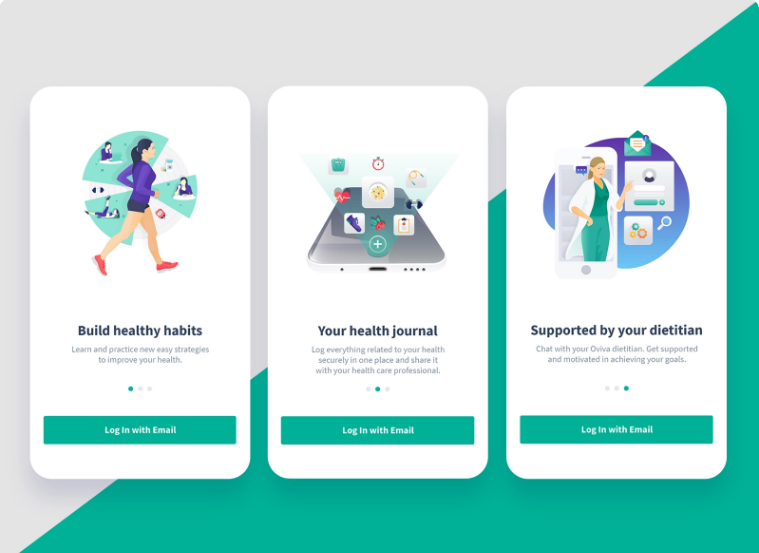 Build healthy habits
Learn and practice new easy strategies
to improve your health.
Log In with Email
Your health journal
Log everything related to your health
securely in one place and share it
with your health care professional.
Log In with Email
Supported by your dietitian
Chat with your Oviva dietitian. Get supported
and motivated in achieving your goals.
Log In with Email